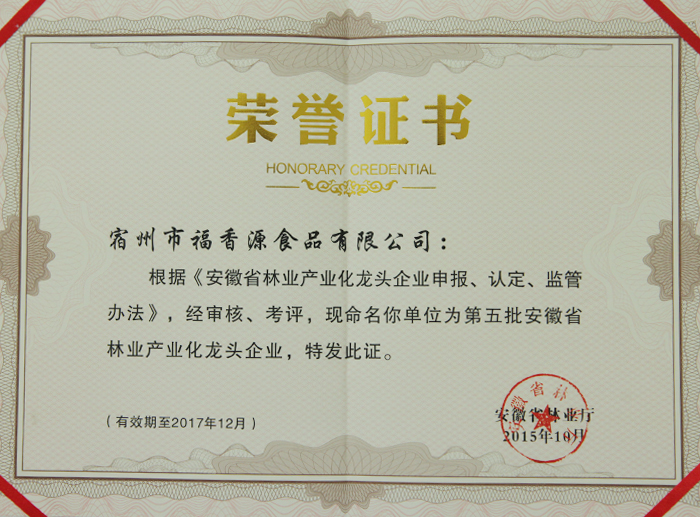 荣誉证书
HONORARY CREDENTIAL
宿州市福香源食品有限公司：
根据《安徽省林业产业化龙头企业申报、认定、监管
办法》，经审核、考评，现命名你单位为第五批安徽省
林业产业化龙头企业，特发此证。
（有效期至2017年12月）
安徽省林业厅
2015年10月